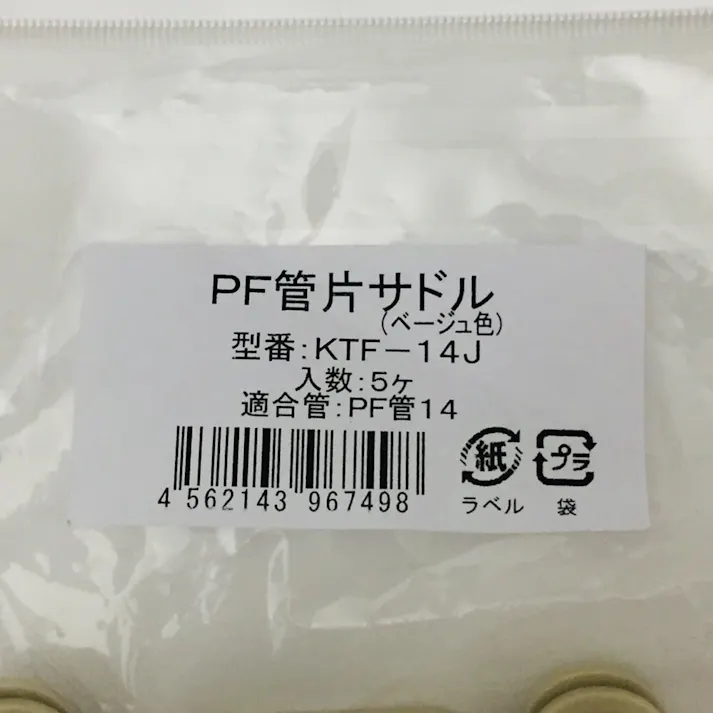 PF管片サドル
(ベージュ色)
型番:KTF-14J
入数:5ヶ
適合管:PF管14
4 562143 967498
紙 プラ
ラベル 袋